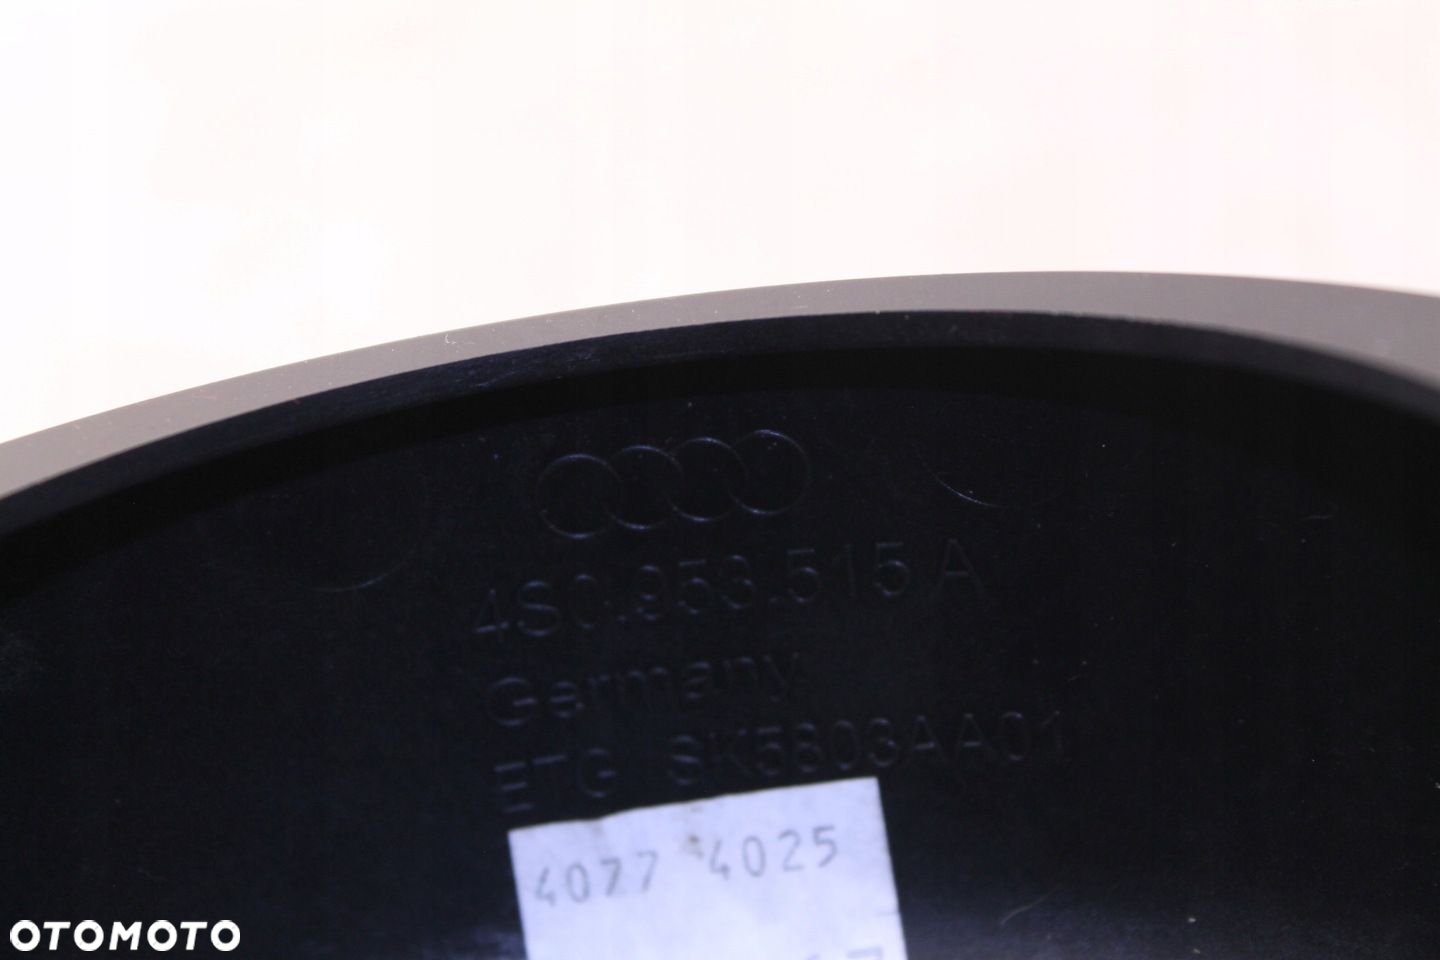 4S0.953.515 A
Germany
ETG SK5803AA01
4077 4025
OTOMOTO